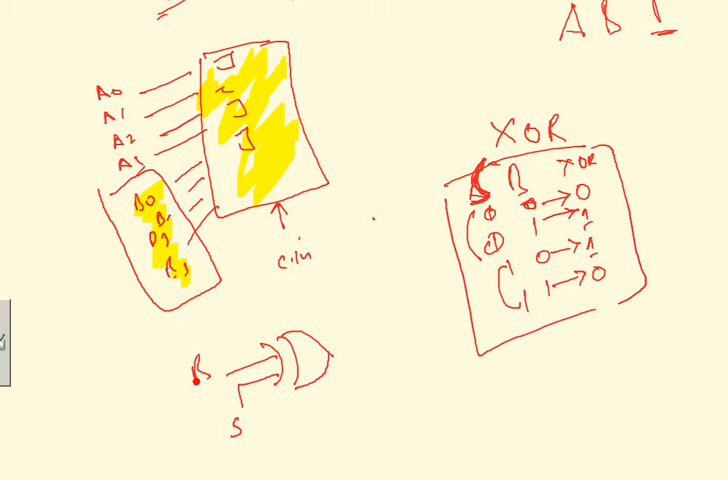 A B 1
A0
A1
A2
A3
B0
B1
B2
B3
Cin
XOR
S B XOR
0 0 → 0
0 1 → 1
1 0 → 1
1 1 → 0
B
S